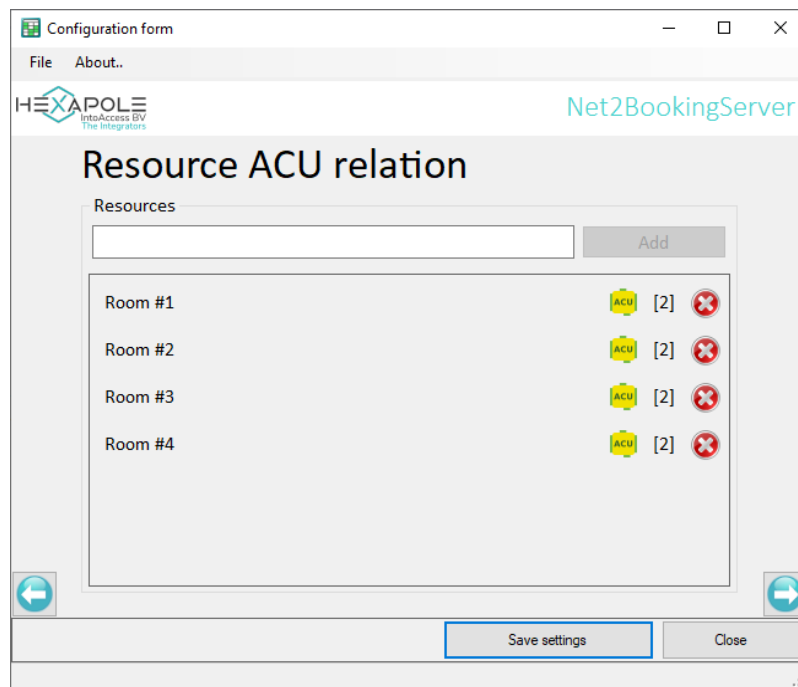 Configuration form
File About..
HEXAPOLE
IntoAccess BV
The Integrators
Net2BookingServer
Resource ACU relation
Resources
Add
Room #1 ACU [2]
Room #2 ACU [2]
Room #3 ACU [2]
Room #4 ACU [2]
Save settings Close